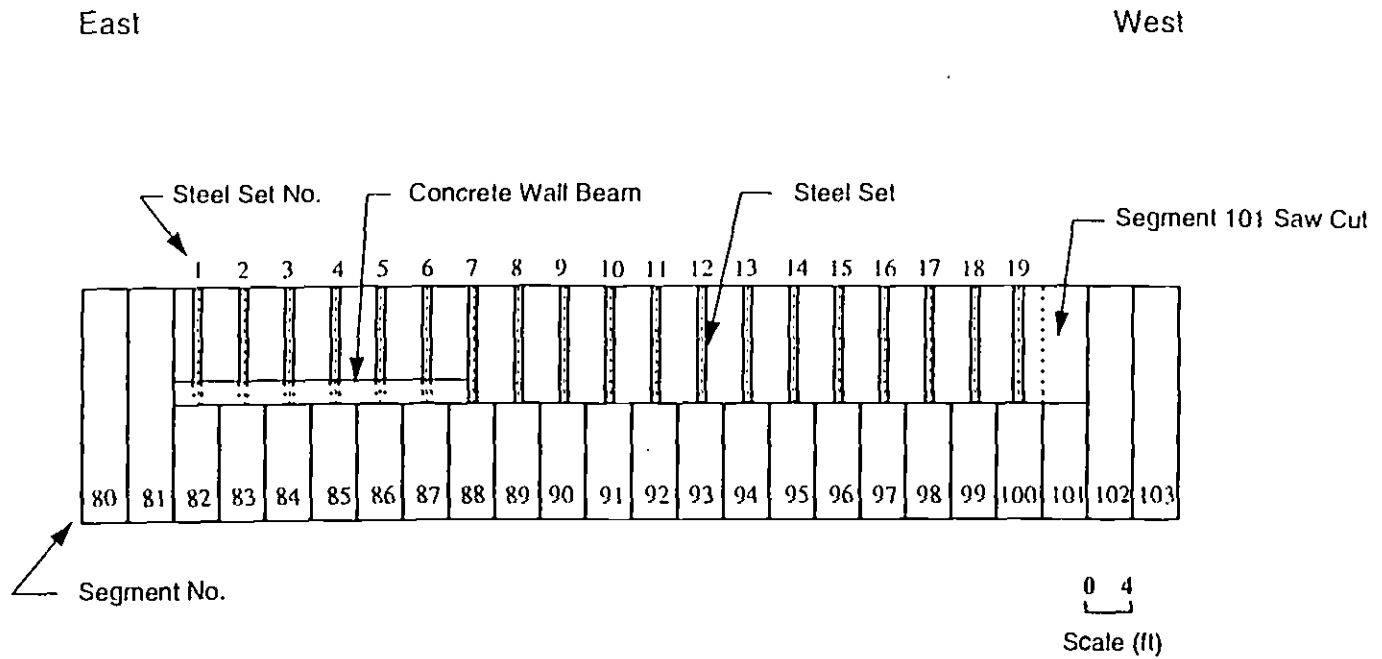 East West
Steel Set No. Concrete Wall Beam Steel Set
Segment 101 Saw Cut
1 2 3 4 5 6 7 8 9 10 11 12 13 14 15 16 17 18 19
80 81 82 83 84 85 86 87 88 89 90 91 92 93 94 95 96 97 98 99 100 101 102 103
Segment No.
0 4
Scale (ft)